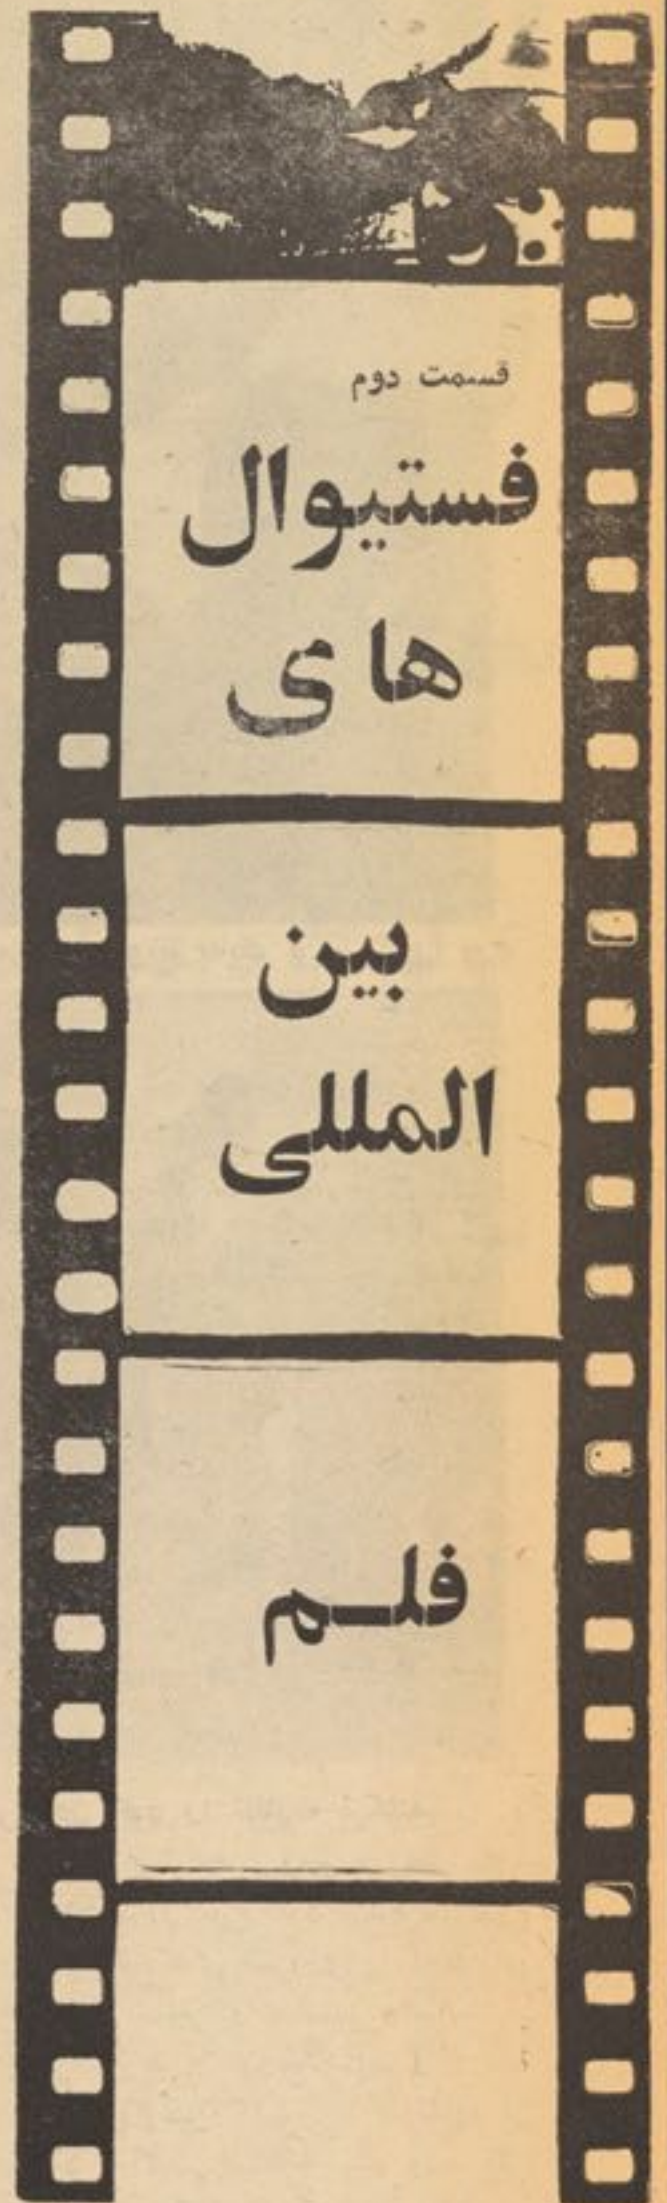 قسمت دوم
فستیوال
های
بین
المللی
فلم